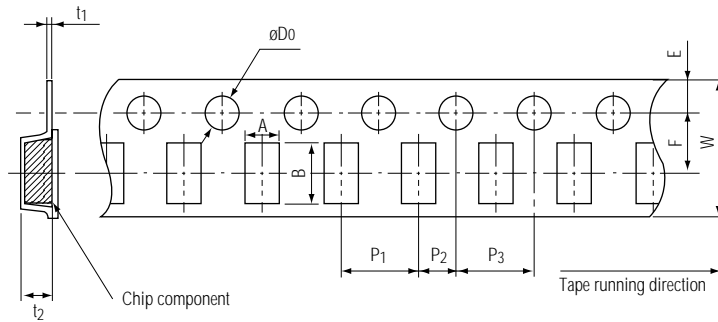 t1
øD0
E
A
B
F
W
P1
P2
P3
t2
Chip component
Tape running direction